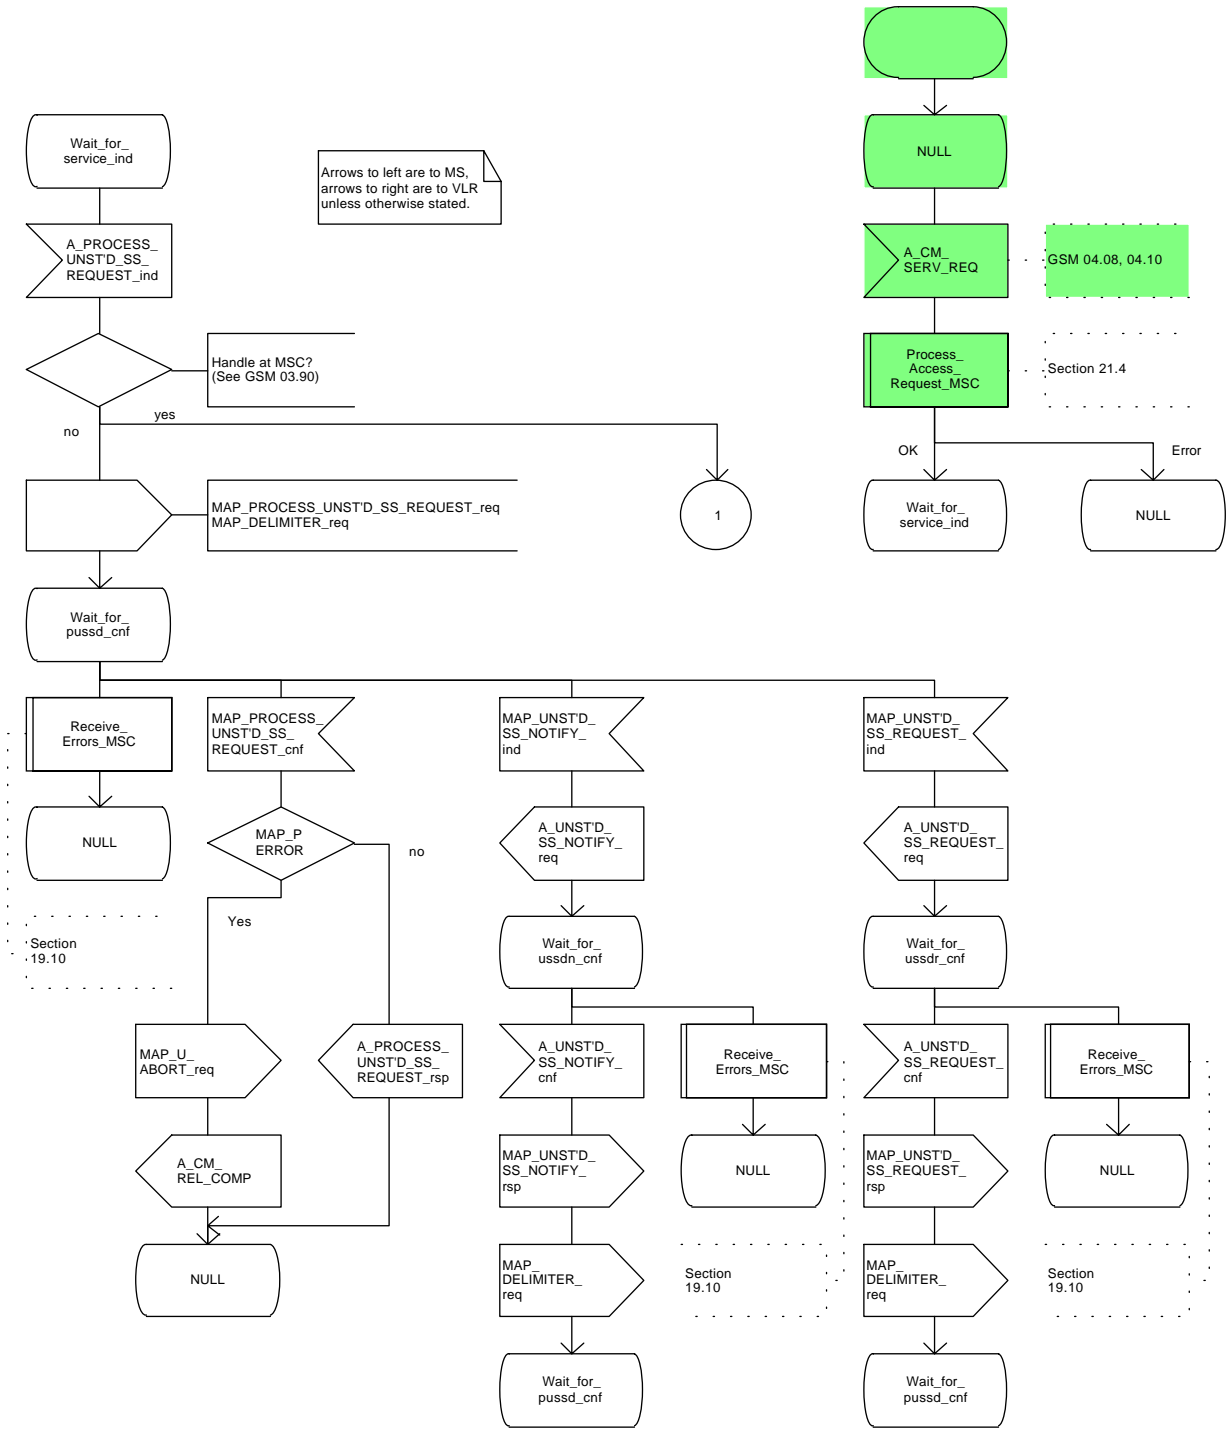 Wait_for_
service_ind
Arrows to left are to MS,
arrows to right are to VLR
unless otherwise stated.
NULL
A_PROCESS_
UNST'D_SS_
REQUEST_ind
A_CM_
SERV_REQ
GSM 04.08, 04.10
Handle at MSC?
(See GSM 03.90)
Process_
Access_
Request_MSC
Section 21.4
yes
no
OK
Error
MAP_PROCESS_UNST'D_SS_REQUEST_req
MAP_DELIMITER_req
1
Wait_for_
service_ind
NULL
Wait_for_
pussd_cnf
Receive_
Errors_MSC
MAP_PROCESS_
UNST'D_SS_
REQUEST_cnf
MAP_UNST'D_
SS_NOTIFY_
ind
MAP_UNST'D_
SS_REQUEST_
ind
NULL
MAP_P
ERROR
no
A_UNST'D_
SS_NOTIFY_
req
A_UNST'D_
SS_REQUEST_
req
Yes
Section
19.10
Wait_for_
ussdn_cnf
Wait_for_
ussdr_cnf
MAP_U_
ABORT_req
A_PROCESS_
UNST'D_SS_
REQUEST_rsp
A_UNST'D_
SS_NOTIFY_
cnf
Receive_
Errors_MSC
A_UNST'D_
SS_REQUEST_
cnf
Receive_
Errors_MSC
A_CM_
REL_COMP
MAP_UNST'D_
SS_NOTIFY_
rsp
NULL
MAP_UNST'D_
SS_REQUEST_
rsp
NULL
NULL
MAP_
DELIMITER_
req
Section
19.10
MAP_
DELIMITER_
req
Section
19.10
Wait_for_
pussd_cnf
Wait_for_
pussd_cnf